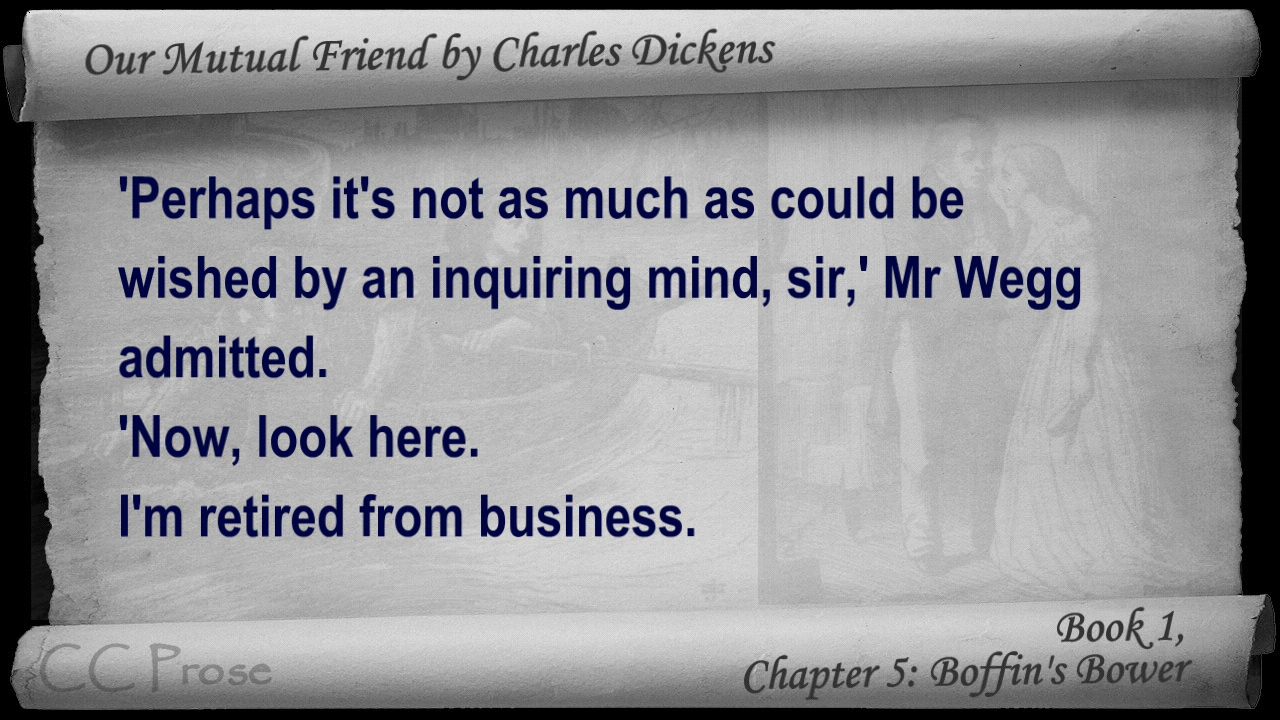 Our Mutual Friend by Charles Dickens
'Perhaps it's not as much as could be
wished by an inquiring mind, sir,' Mr Wegg
admitted.
'Now, look here.
I'm retired from business.
Book 1,
CC Prose
Chapter 5: Boffin's Bower